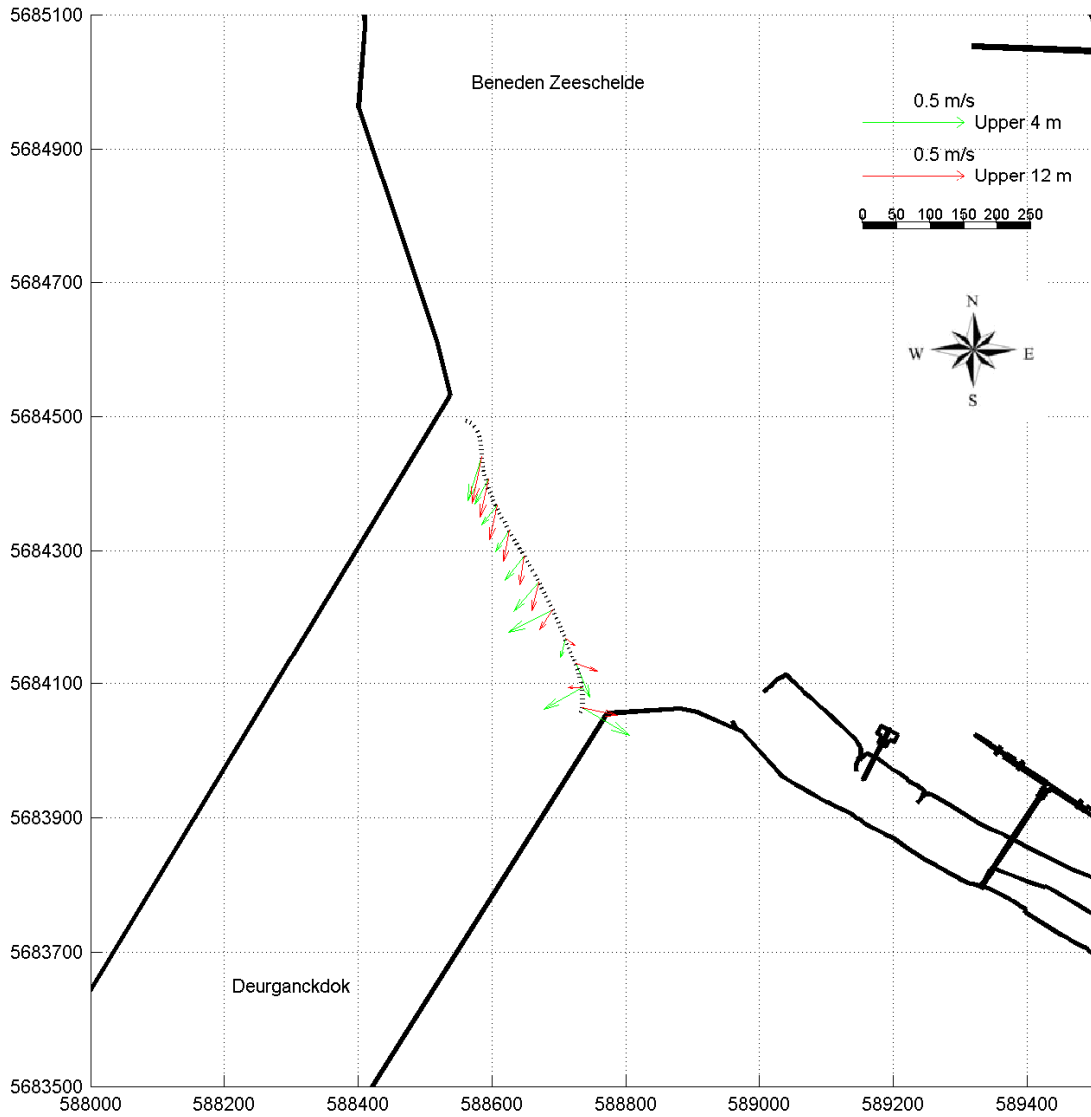 5685100
Beneden Zeeschelde
0.5 m/s
Upper 4 m
5684900
0.5 m/s
Upper 12 m
0 50 100 150 200 250
5684700
N
W E
S
5684500
5684300
5684100
5683900
5683700
Deurganckdok
5683500
588000 588200 588400 588600 588800 589000 589200 589400